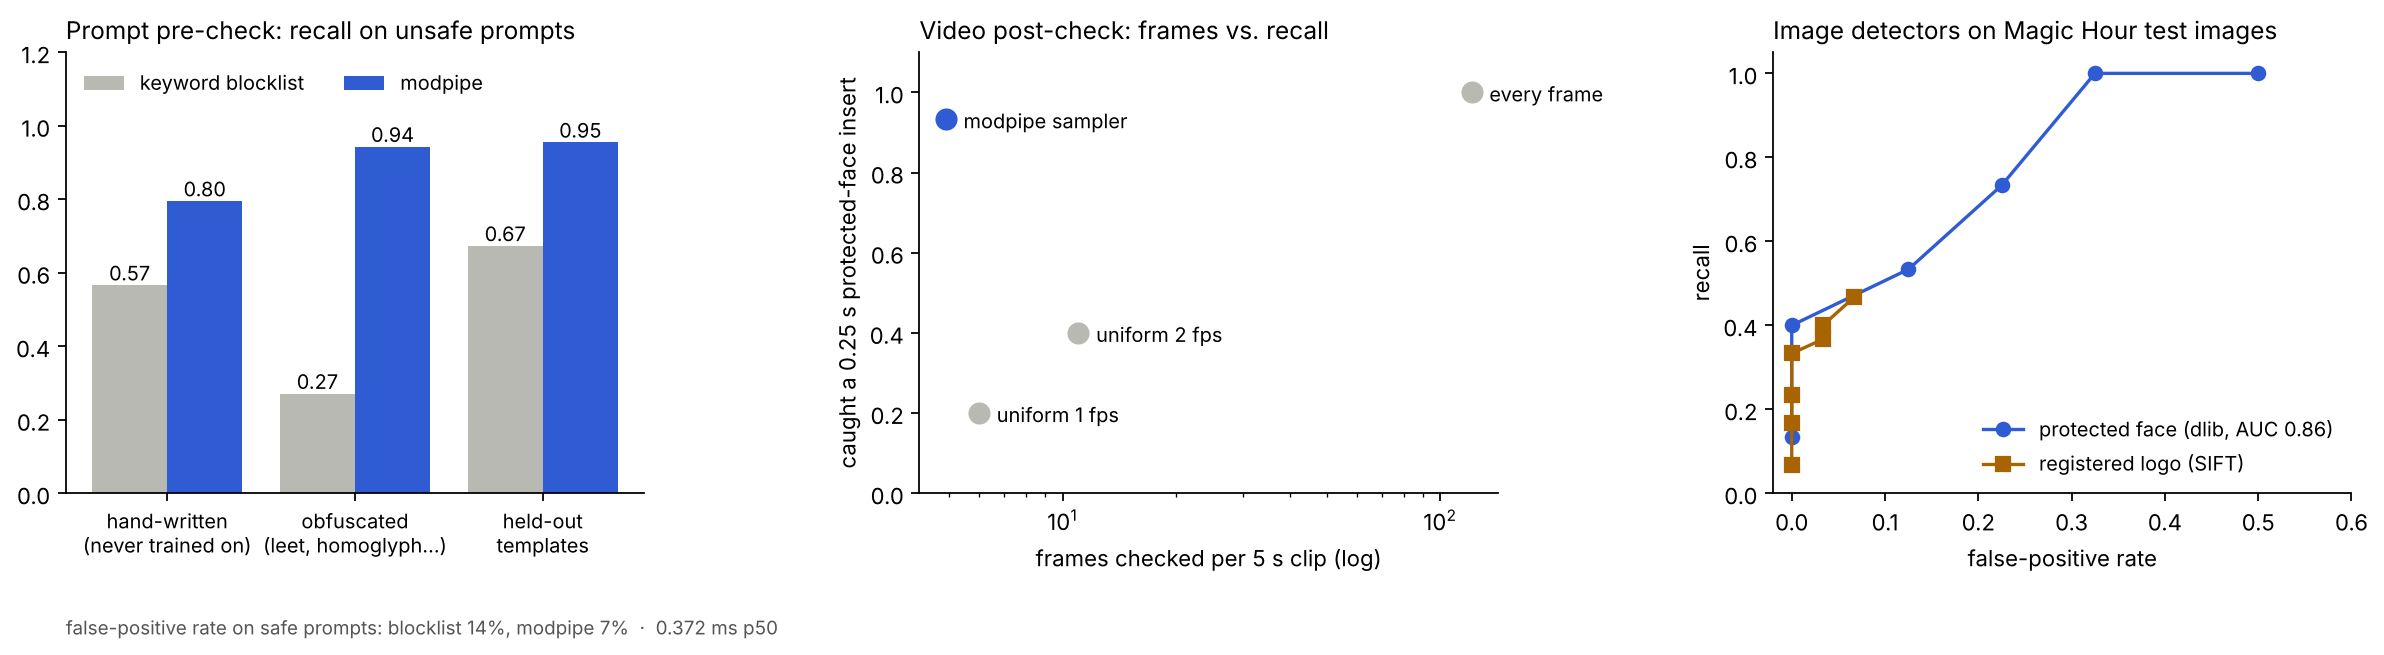 Prompt pre-check: recall on unsafe prompts
1.2
1.0
0.8
0.6
0.4
0.2
0.0
keyword blocklist
modpipe
0.57
0.80
0.27
0.94
0.67
0.95
hand-written
(never trained on)
obfuscated
(leet, homoglyph...)
held-out
templates
false-positive rate on safe prompts: blocklist 14%, modpipe 7% · 0.372 ms p50
Video post-check: frames vs. recall
caught a 0.25 s protected-face insert
1.0
0.8
0.6
0.4
0.2
0.0
modpipe sampler
every frame
uniform 2 fps
uniform 1 fps
10¹
10²
frames checked per 5 s clip (log)
Image detectors on Magic Hour test images
recall
1.0
0.8
0.6
0.4
0.2
0.0
protected face (dlib, AUC 0.86)
registered logo (SIFT)
0.0
0.1
0.2
0.3
0.4
0.5
0.6
false-positive rate